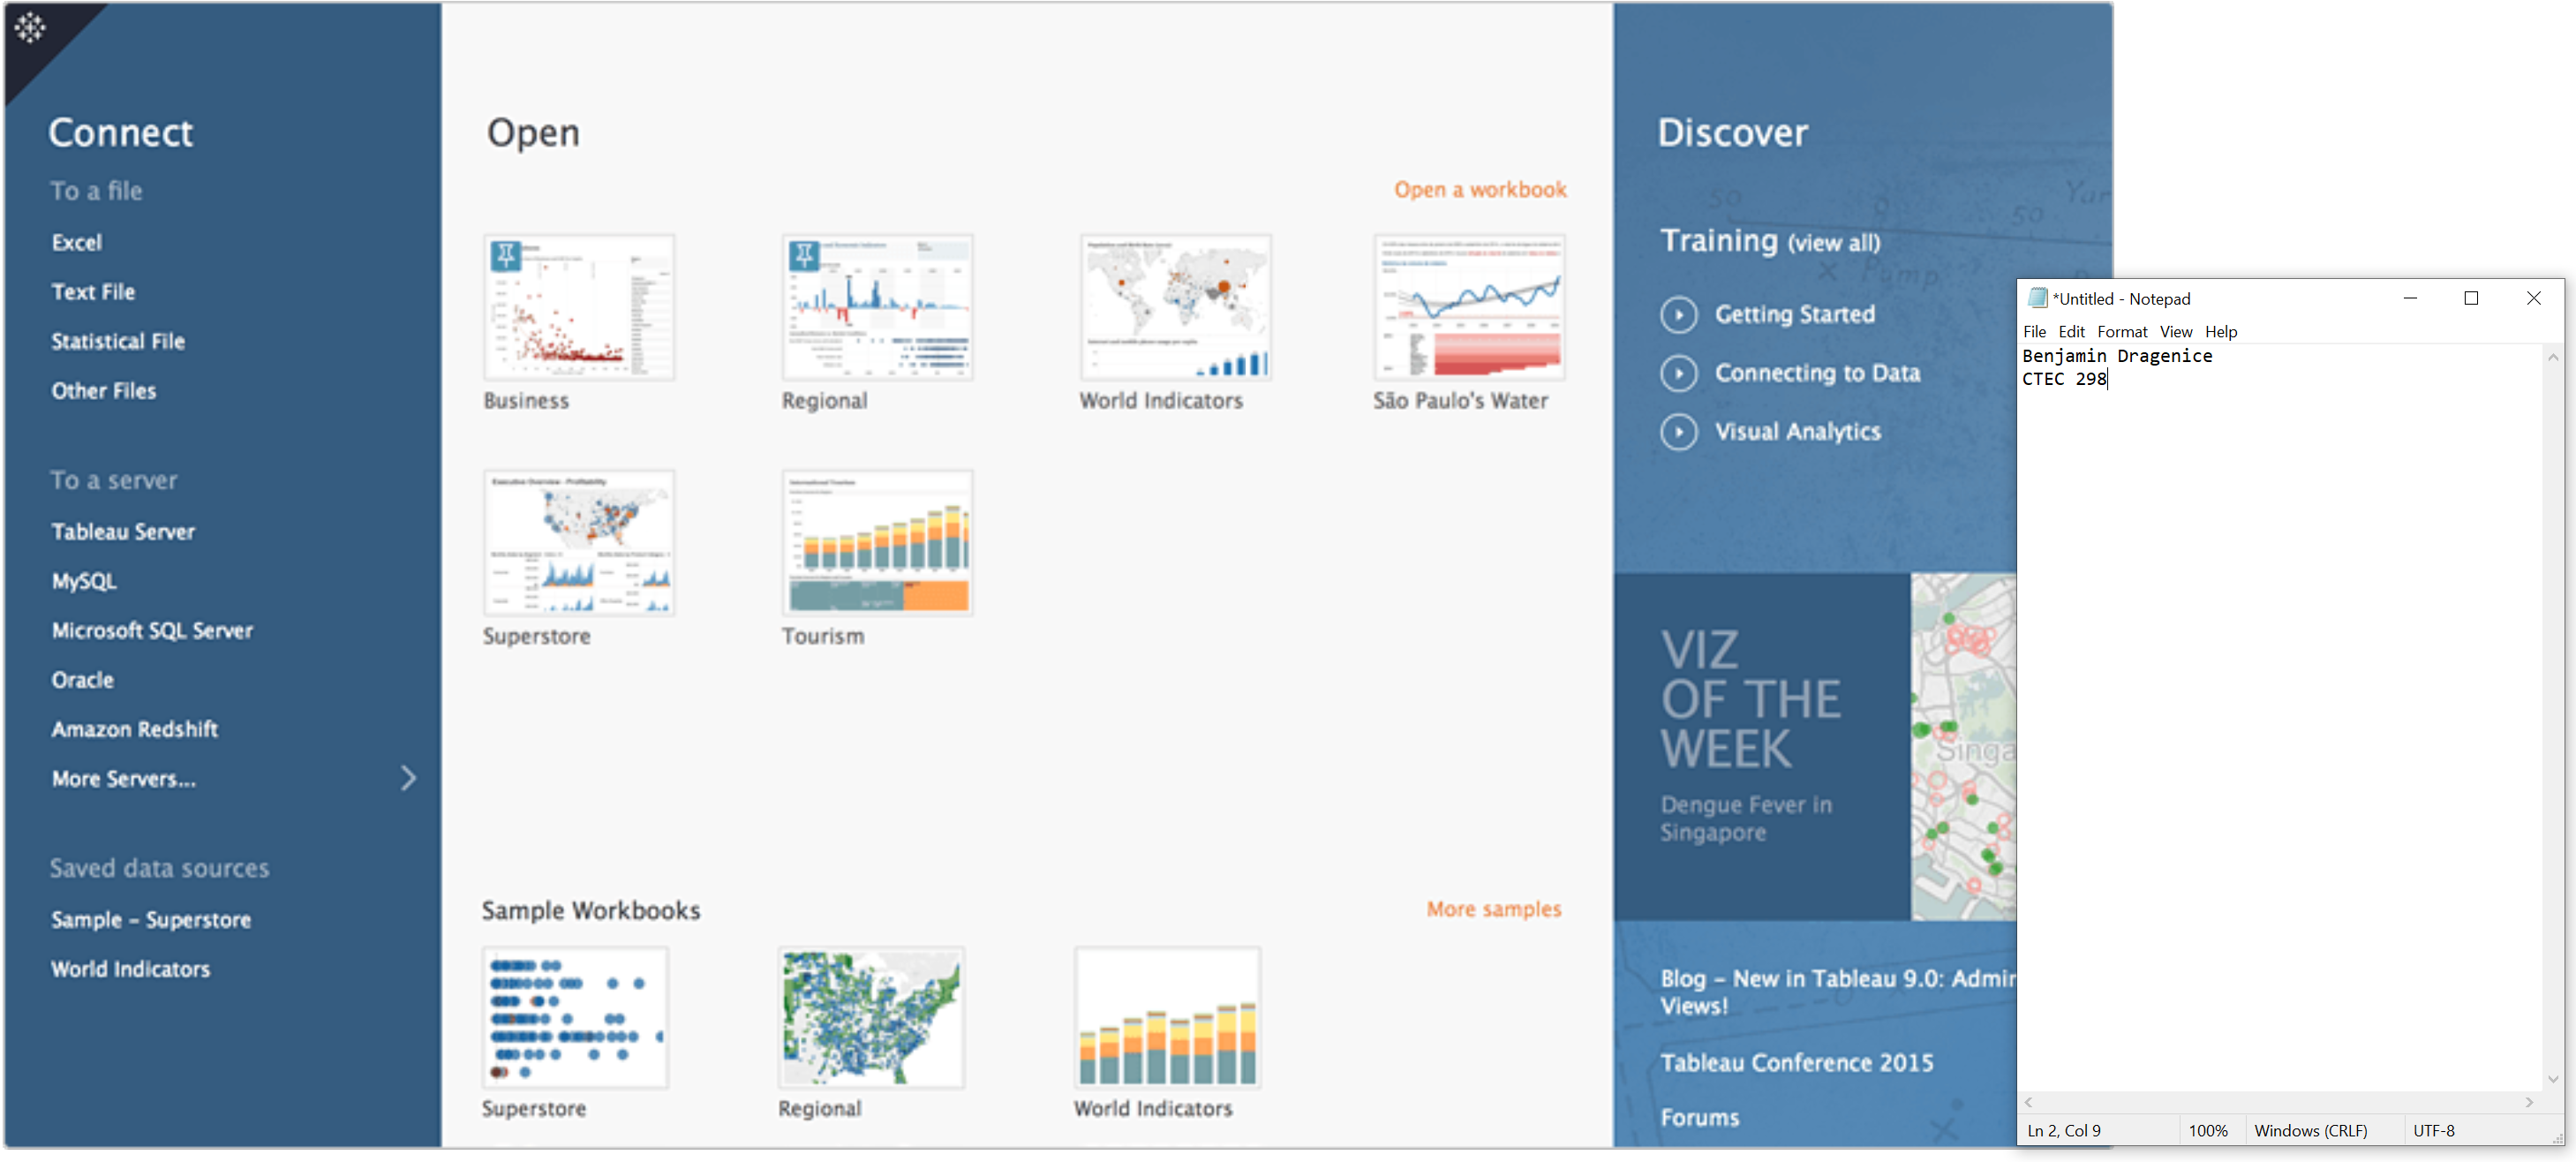 Connect
To a file
Excel
Text File
Statistical File
Other Files
To a server
Tableau Server
MySQL
Microsoft SQL Server
Oracle
Amazon Redshift
More Servers...
Saved data sources
Sample – Superstore
World Indicators
Open
Open a workbook
Business
Regional
World Indicators
São Paulo's Water
Executive Overview - Profitability
International Tourism
Superstore
Tourism
Sample Workbooks
More samples
Superstore
Regional
World Indicators
Discover
Training (view all)
Getting Started
Connecting to Data
Visual Analytics
VIZ
OF THE
WEEK
Dengue Fever in
Singapore
Blog – New in Tableau 9.0:
Views!
Tableau Conference 2015
Forums
*Untitled - Notepad
File Edit Format View Help
Benjamin Dragenice
CTEC 298
Ln 2, Col 9
100%
Windows (CRLF)
UTF-8